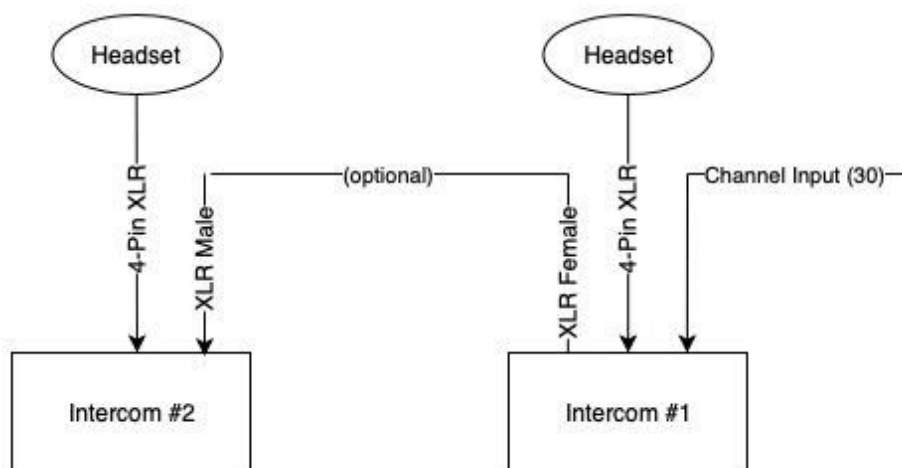 Headset
Headset
4-Pin XLR
XLR Male
(optional)
XLR Female
4-Pin XLR
Channel Input (30)
Intercom #2
Intercom #1